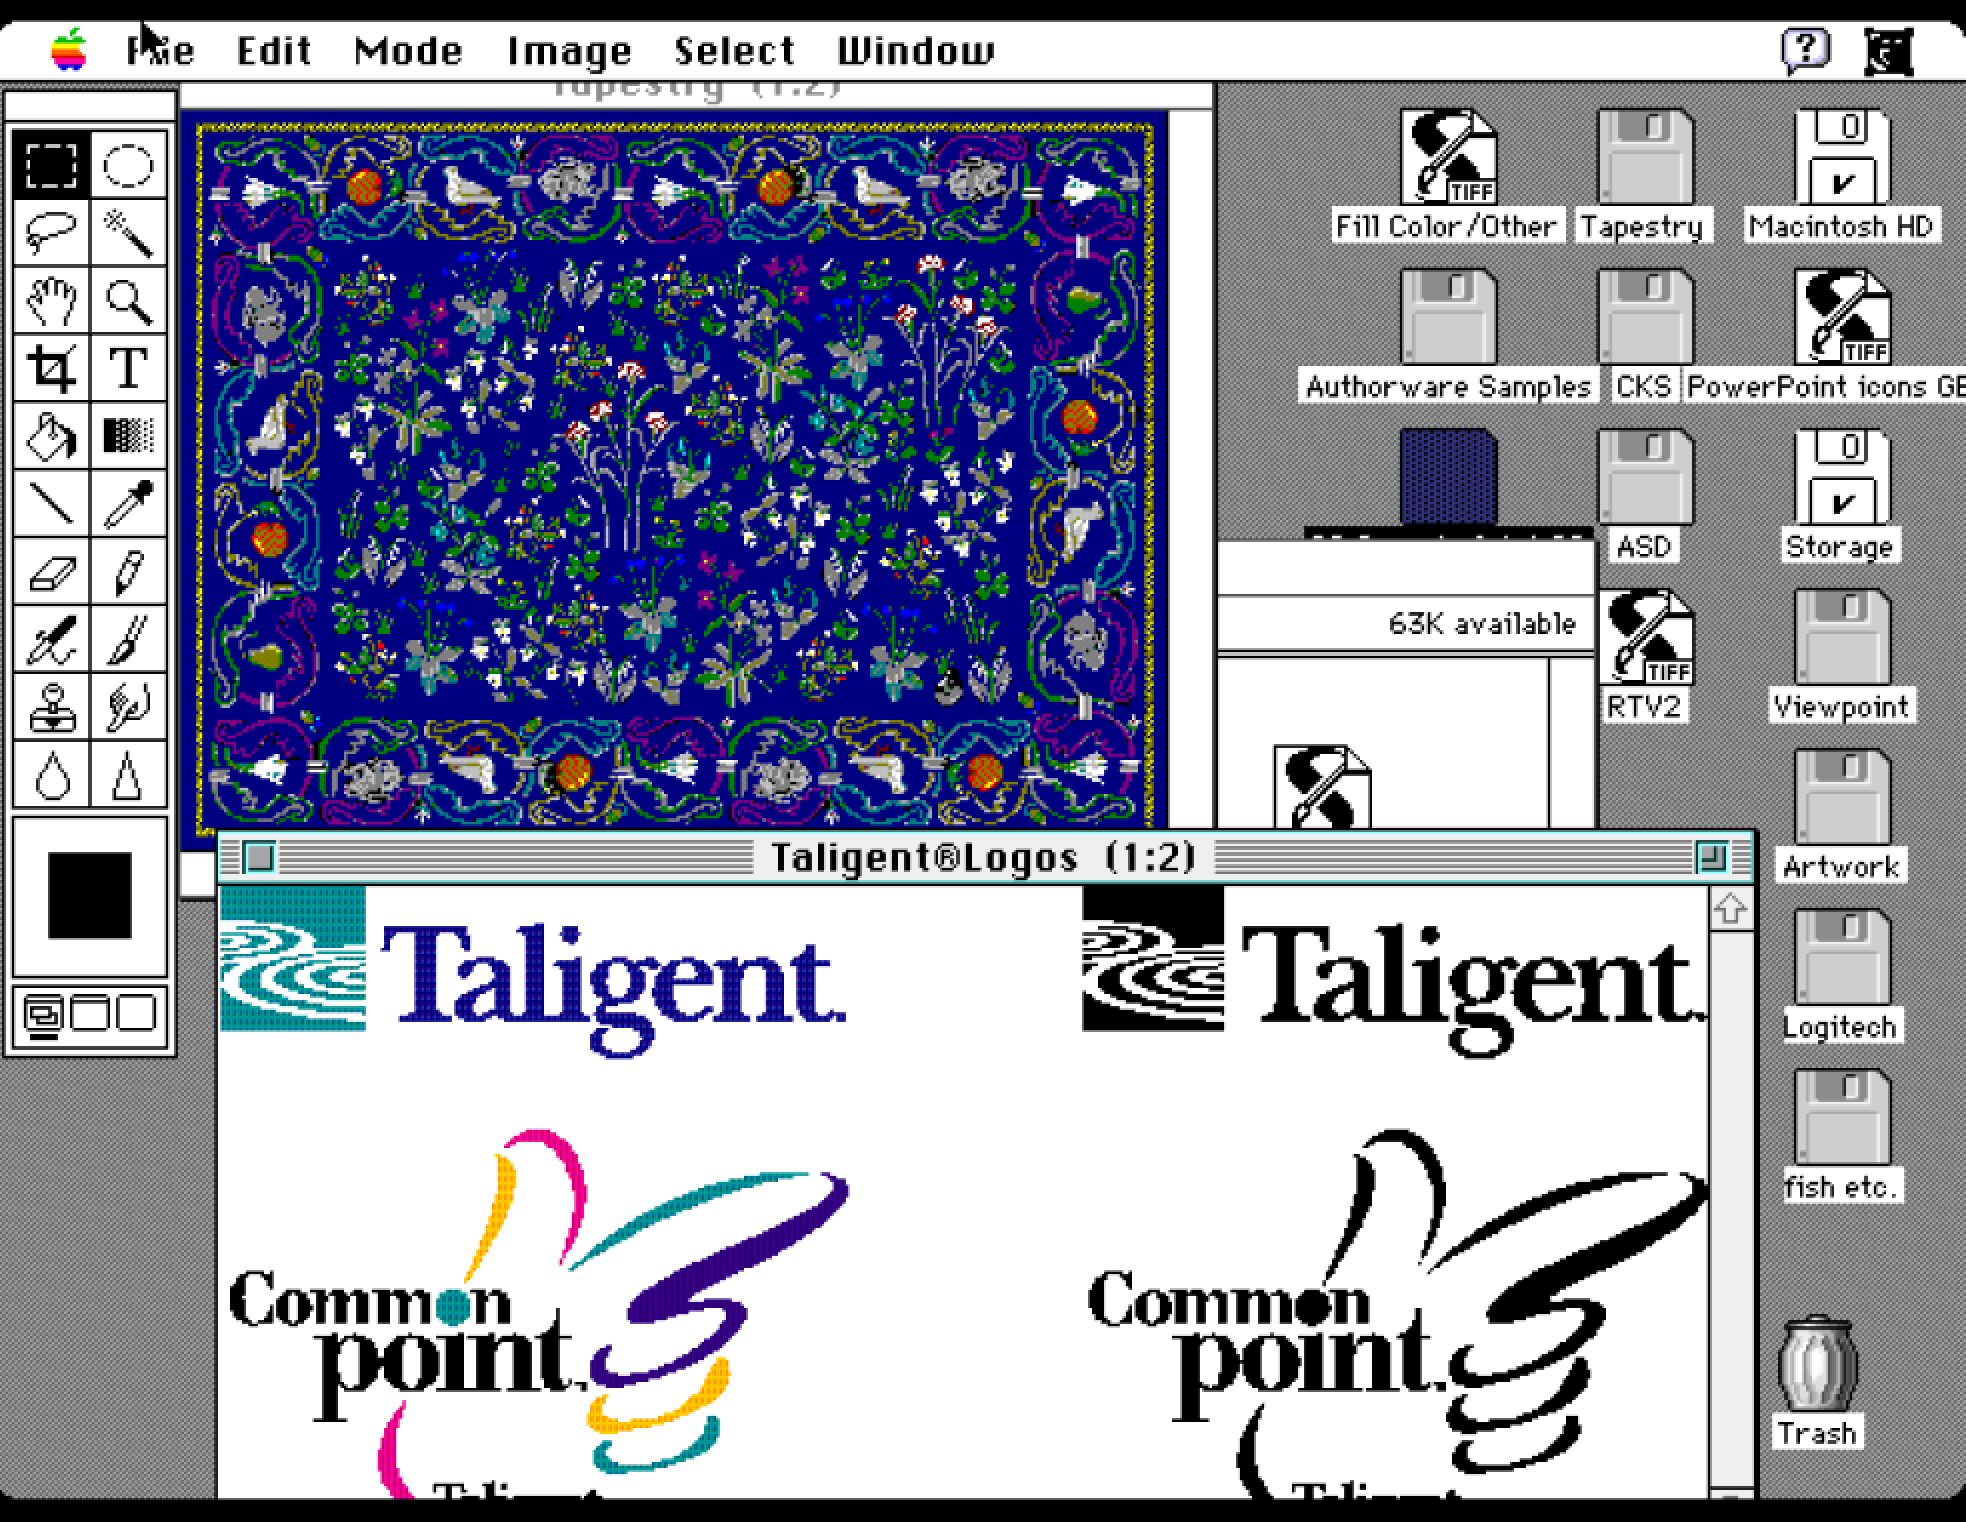 File Edit Mode Image Select Window
Tapestry (1:2)
T
TIFF
Fill Color/Other
Tapestry
Macintosh HD
TIFF
Authorware Samples
CKS
PowerPoint icons GE
ASD
Storage
63K available
TIFF
RTV2
Viewpoint
Artwork
Taligent®Logos (1:2)
Taligent.
Taligent.
Logitech
fish etc.
Common
point.
Common
point.
Trash
Taligent
Taligent